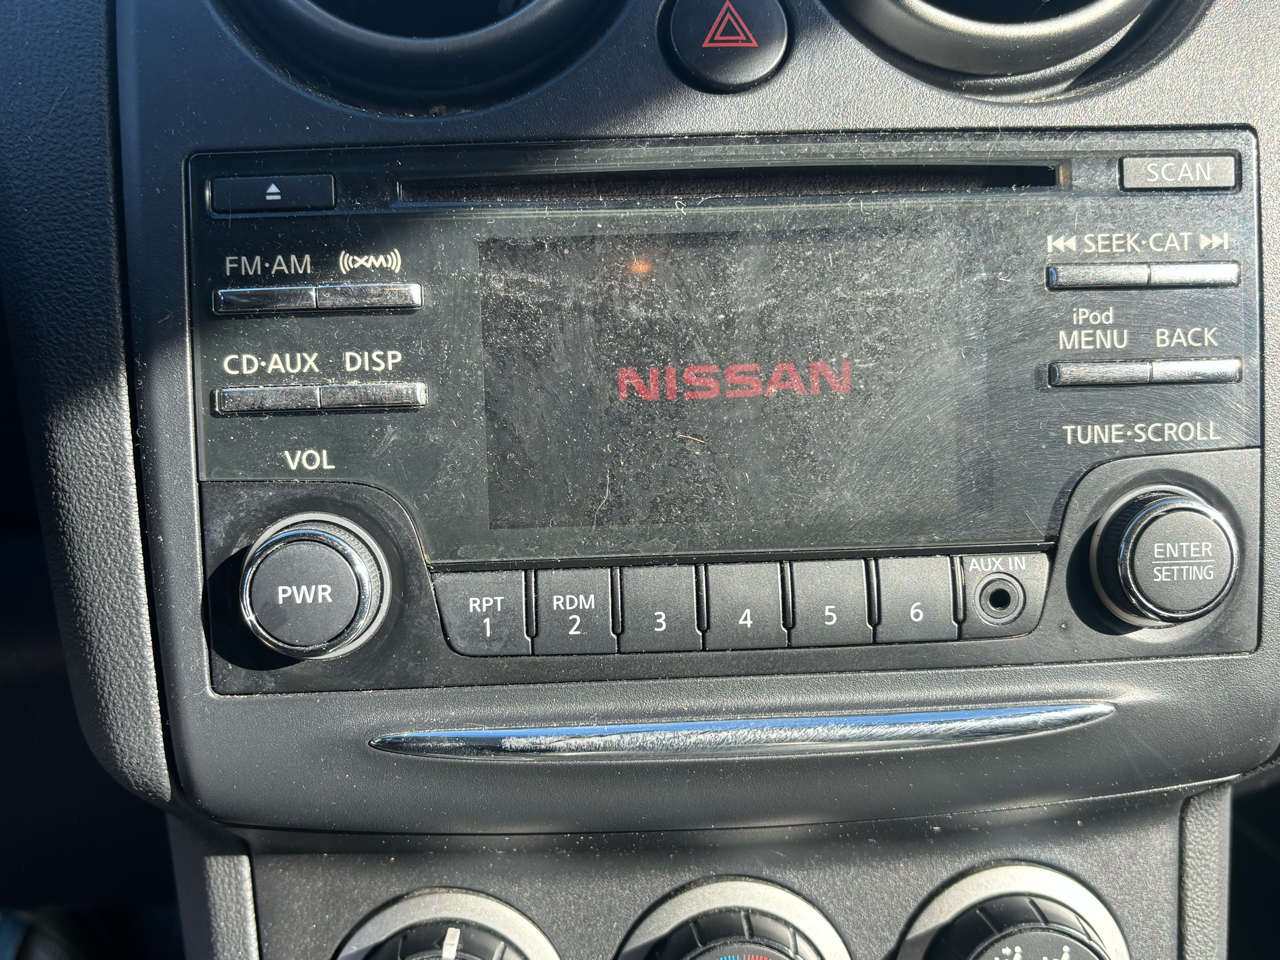 SCAN
FM·AM
((XM))
SEEK·CAT
CD·AUX
DISP
iPod
MENU
BACK
NISSAN
VOL
TUNE·SCROLL
PWR
RPT
1
RDM
2
3
4
5
6
AUX IN
ENTER
SETTING